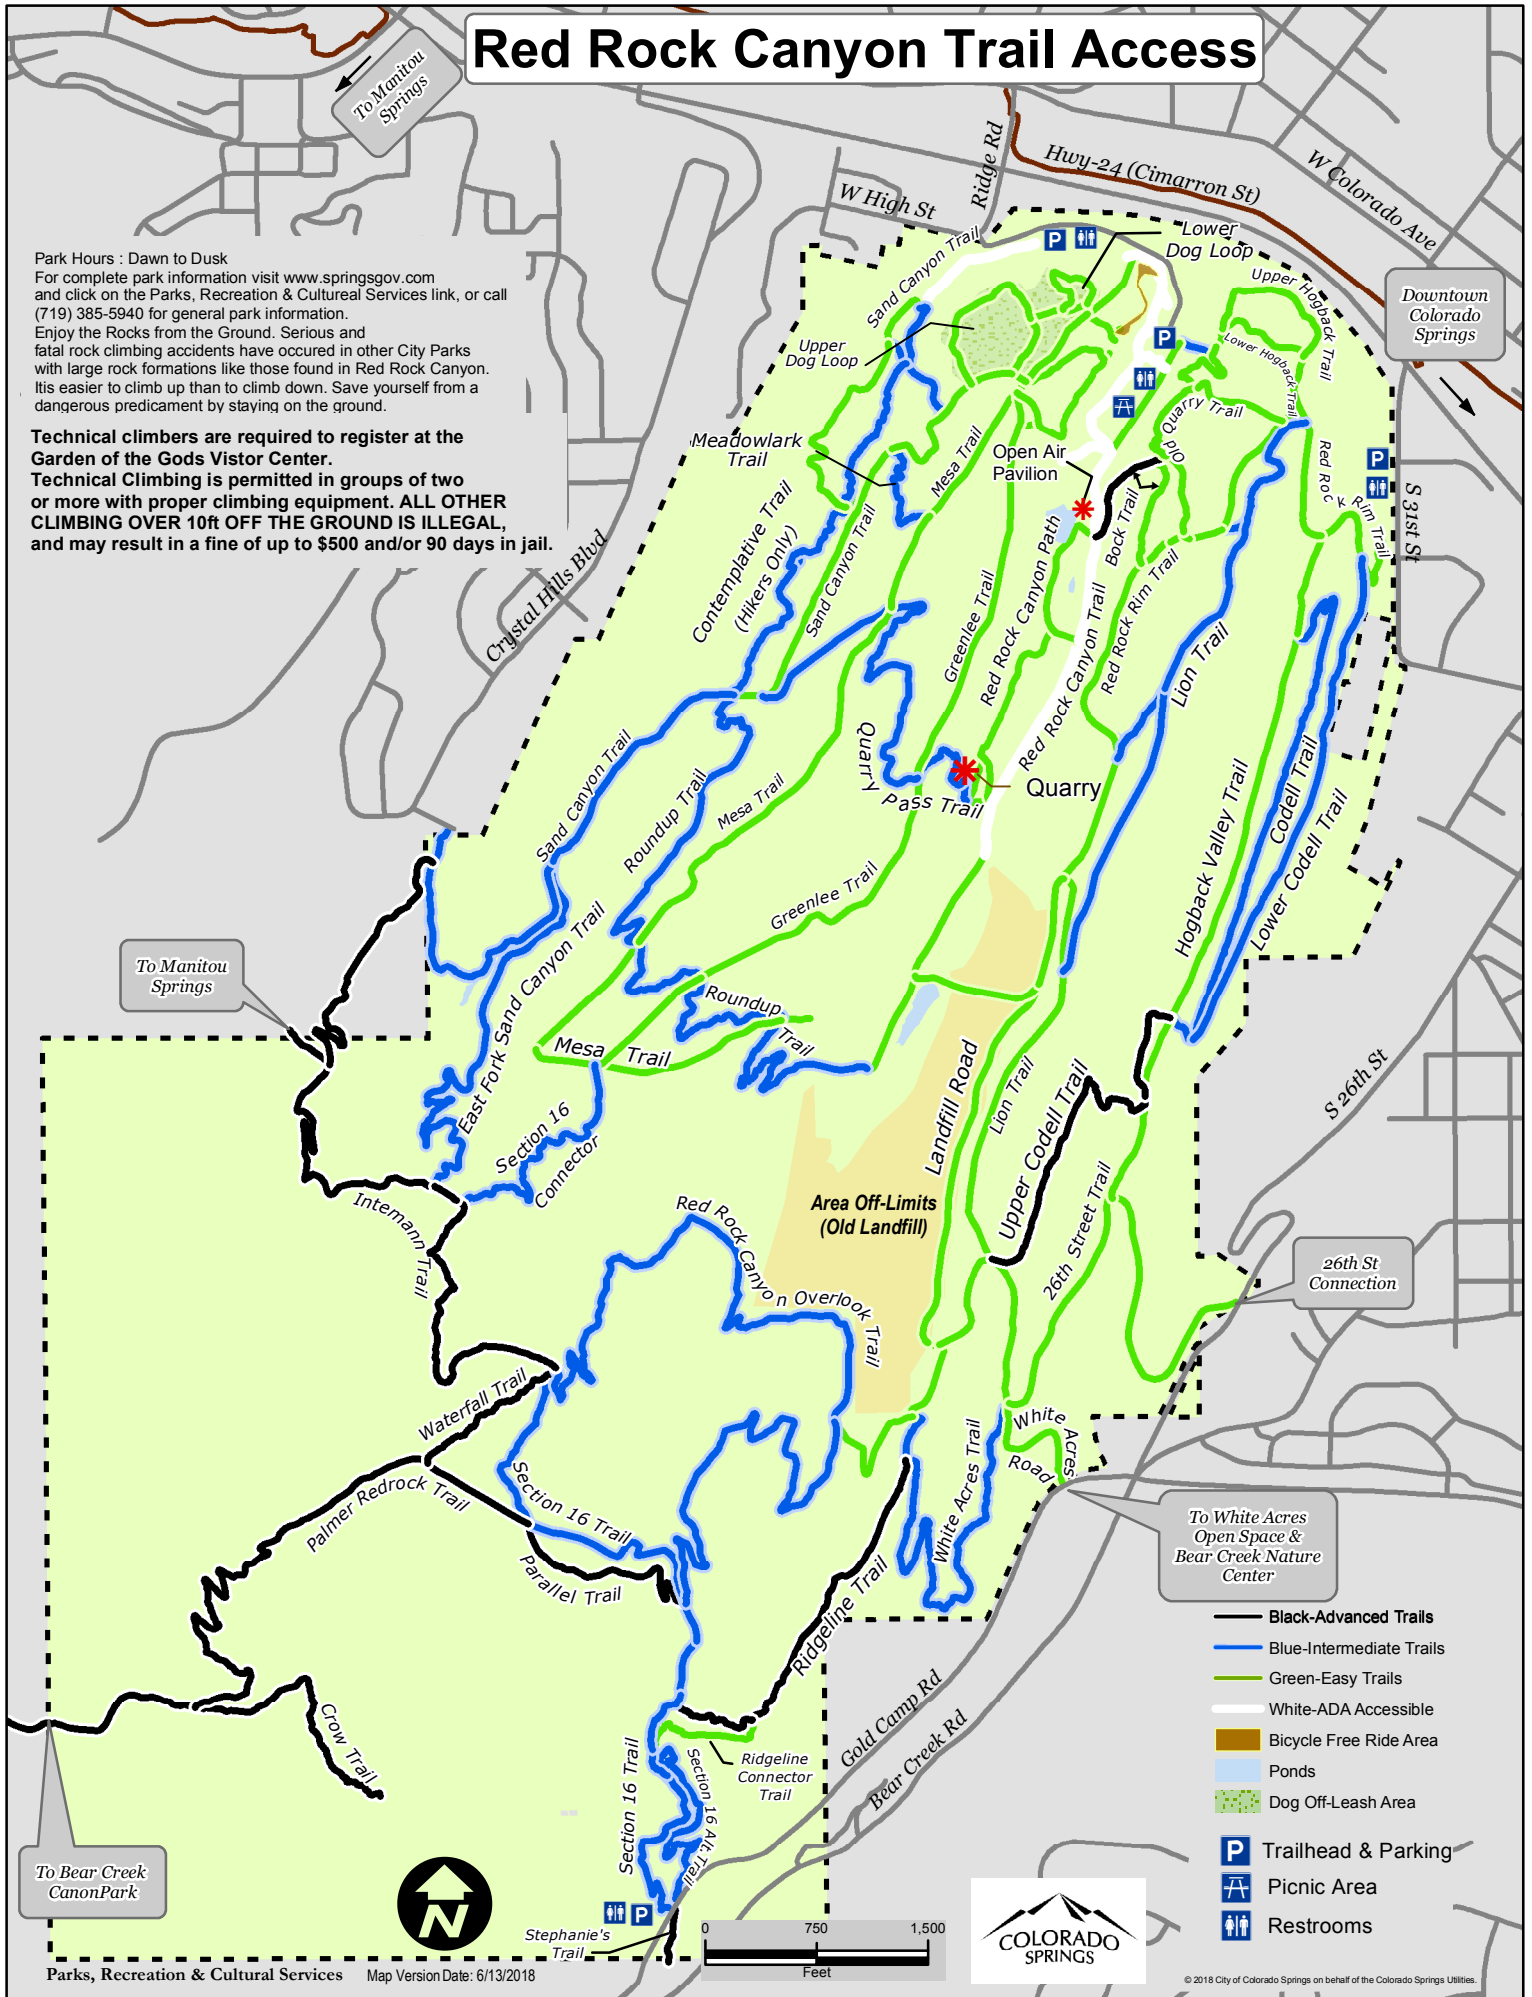 Red Rock Canyon Trail Access
To Manitou
Springs
Ridge Rd
Hwy-24 (Cimarron St)
W Colorado Ave
W High St
Park Hours : Dawn to Dusk
For complete park information visit www.springsgov.com
and click on the Parks, Recreation & Cultureal Services link, or call
(719) 385-5940 for general park information.
Enjoy the Rocks from the Ground. Serious and
fatal rock climbing accidents have occured in other City Parks
with large rock formations like those found in Red Rock Canyon.
Itis easier to climb up than to climb down. Save yourself from a
dangerous predicament by staying on the ground.
Technical climbers are required to register at the
Garden of the Gods Vistor Center.
Technical Climbing is permitted in groups of two
or more with proper climbing equipment. ALL OTHER
CLIMBING OVER 10ft OFF THE GROUND IS ILLEGAL,
and may result in a fine of up to $500 and/or 90 days in jail.
Sand Canyon Trail
P
Lower
Dog Loop
Upper Hogback Trail
Downtown
Colorado
Springs
Upper
Dog Loop
P
Lower Hogback Trail
Meadowlark
Trail
Mesa Trail
Open Air
Pavilion
Old Quarry Trail
Red Rock Rim Trail
P
S 31st St
Contemplative Trail
(Hikers Only)
Sand Canyon Trail
Bock Trail
Crystal Hills Blvd
Greenlee Trail
Red Rock Canyon Path
Red Rock Canyon Trail
Red Rock Rim Trail
Lion Trail
Quarry Pass Trail
Quarry
Sand Canyon Trail
Roundup Trail
Mesa Trail
Greenlee Trail
Hogback Valley Trail
Codell Trail
Lower Codell Trail
To Manitou
Springs
East Fork Sand Canyon Trail
Roundup Trail
Mesa Trail
Section 16
Connector
Landfill Road
Lion Trail
Upper Codell Trail
S 26th St
26th Street Trail
Area Off-Limits
(Old Landfill)
Intemann Trail
Red Rock Canyon Overlook Trail
26th St
Connection
Waterfall Trail
Palmer Redrock Trail
Section 16 Trail
Parallel Trail
White Acres Trail
White Acres Road
Ridgeline Trail
To White Acres
Open Space &
Bear Creek Nature
Center
Crow Trail
Section 16 Trail
Section 16 Alt. Trail
Ridgeline
Connector
Trail
Gold Camp Rd
Bear Creek Rd
Black-Advanced Trails
Blue-Intermediate Trails
Green-Easy Trails
White-ADA Accessible
Bicycle Free Ride Area
Ponds
Dog Off-Leash Area
P Trailhead & Parking
Picnic Area
Restrooms
To Bear Creek
CanonPark
N
P
Stephanie's
Trail
0 750 1,500
Feet
COLORADO
SPRINGS
Parks, Recreation & Cultural Services
Map Version Date: 6/13/2018
© 2018 City of Colorado Springs on behalf of the Colorado Springs Utilities.